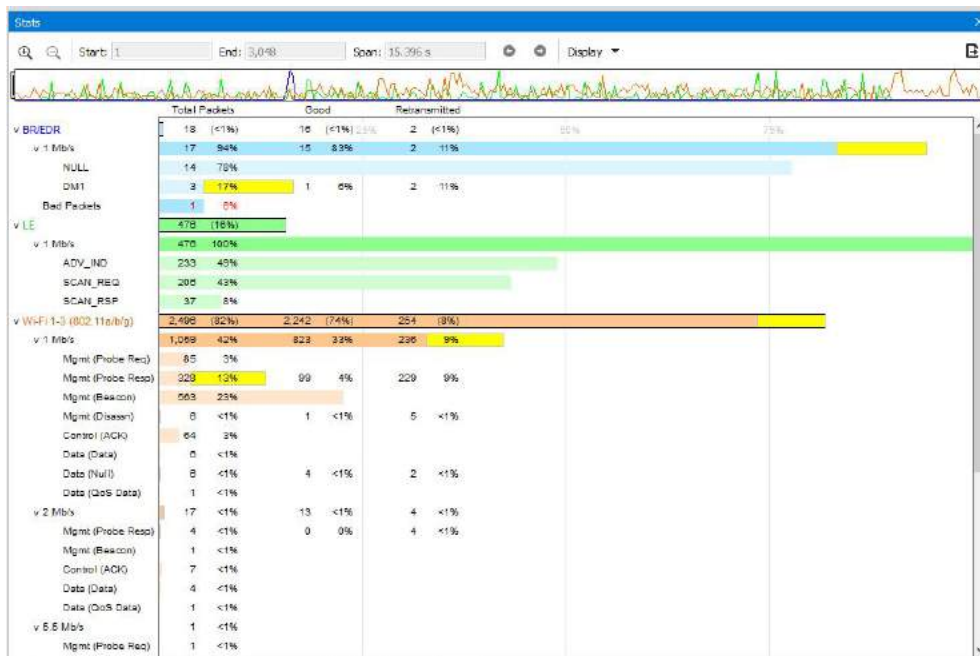 Stats
Start: 1 End: 3,048 Span: 15.396 s Display
Total Packets Good Retransmitted
BR/EDR 18 (<1%) 16 (<1%) 25% 2 (<1%) 50% 75%
1 Mb/s 17 94% 15 83% 2 11%
NULL 14 78%
DM1 3 17% 1 6% 2 11%
Bad Packets 1 6%
LE 476 (16%)
1 Mb/s 476 100%
ADV_IND 233 49%
SCAN_REQ 206 43%
SCAN_RSP 37 8%
Wi-Fi 1-3 (802.11a/b/g) 2,496 (82%) 2,242 (74%) 254 (8%)
1 Mb/s 1,059 42% 823 33% 236 9%
Mgmt (Probe Req) 85 3%
Mgmt (Probe Resp) 328 13% 99 4% 229 9%
Mgmt (Beacon) 563 23%
Mgmt (Disassn) 6 <1% 1 <1% 5 <1%
Control (ACK) 64 3%
Data (Data) 6 <1%
Data (Null) 6 <1% 4 <1% 2 <1%
Data (QoS Data) 1 <1%
2 Mb/s 17 <1% 13 <1% 4 <1%
Mgmt (Probe Resp) 4 <1% 0 0% 4 <1%
Mgmt (Beacon) 1 <1%
Control (ACK) 7 <1%
Data (Data) 4 <1%
Data (QoS Data) 1 <1%
5.5 Mb/s 1 <1%
Mgmt (Probe Req) 1 <1%